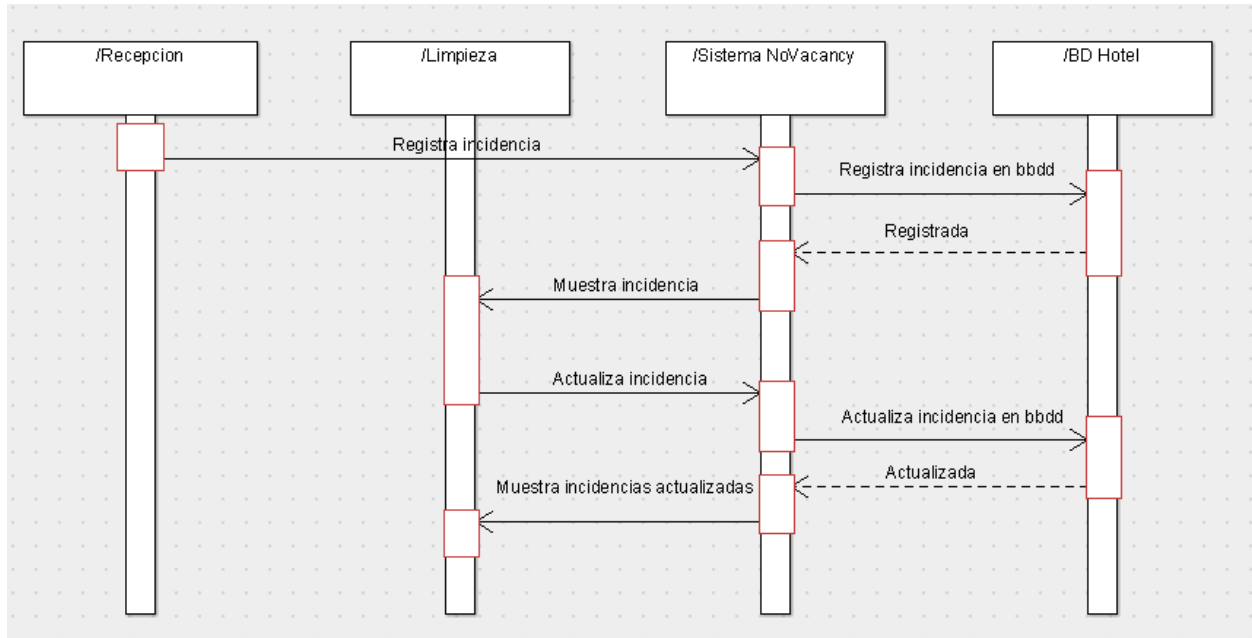 /Recepcion
/Limpieza
/Sistema NoVacancy
/BD Hotel
Registra incidencia
Registra incidencia en bbdd
Registrada
Muestra incidencia
Actualiza incidencia
Actualiza incidencia en bbdd
Actualizada
Muestra incidencias actualizadas